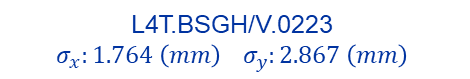 L4T.BSGH/V.0223
σx: 1.764 (mm) σy: 2.867 (mm)